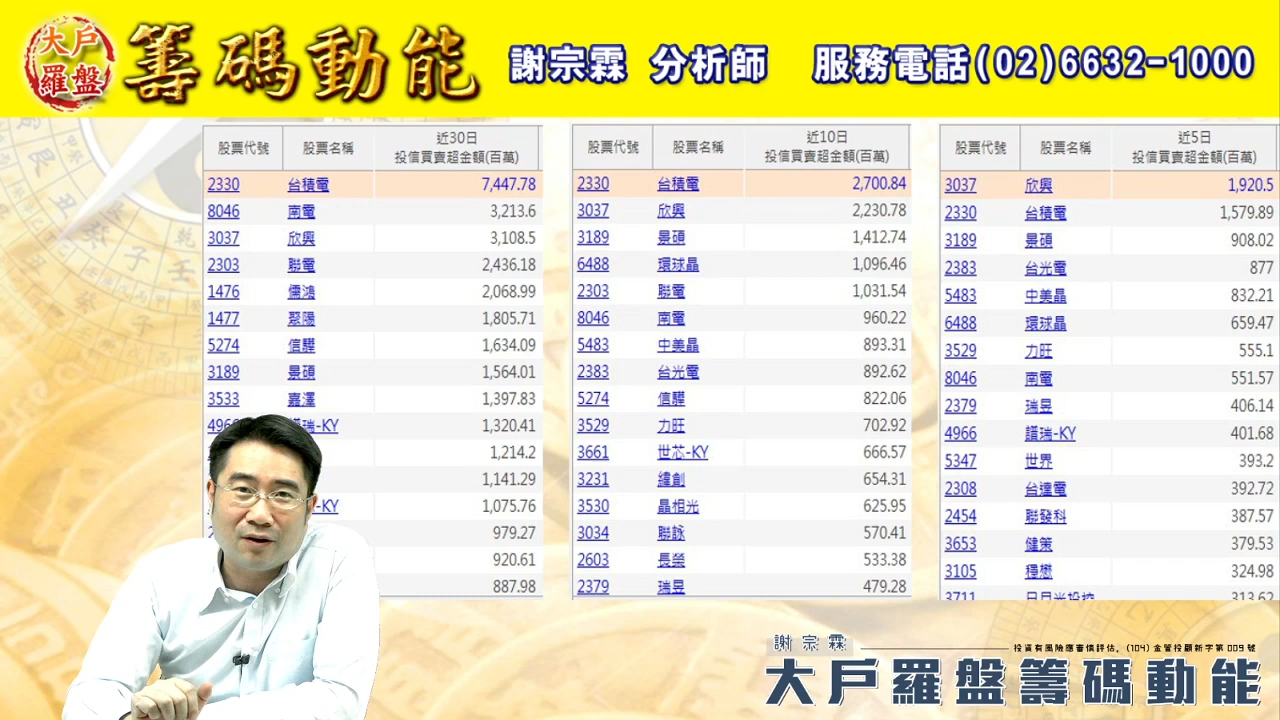 大戶
羅盤
籌碼動能
謝宗霖 分析師 服務電話(02)6632-1000
股票代號 股票名稱 近30日 投信買賣超金額(百萬)
2330 台積電 7,447.78
8046 南電 3,213.6
3037 欣興 3,108.5
2303 聯電 2,436.18
1476 儒鴻 2,068.99
1477 聚陽 1,805.71
5274 信驊 1,634.09
3189 景碩 1,564.01
3533 嘉澤 1,397.83
496 譜瑞-KY 1,320.41
1,214.2
1,141.29
-KY 1,075.76
979.27
920.61
887.98
股票代號 股票名稱 近10日 投信買賣超金額(百萬)
2330 台積電 2,700.84
3037 欣興 2,230.78
3189 景碩 1,412.74
6488 環球晶 1,096.46
2303 聯電 1,031.54
8046 南電 960.22
5483 中美晶 893.31
2383 台光電 892.62
5274 信驊 822.06
3529 力旺 702.92
3661 世芯-KY 666.57
3231 緯創 654.31
3530 晶相光 625.95
3034 聯詠 570.41
2603 長榮 533.38
2379 瑞昱 479.28
股票代號 股票名稱 近5日 投信買賣超金額(百萬)
3037 欣興 1,920.5
2330 台積電 1,579.89
3189 景碩 908.02
2383 台光電 877
5483 中美晶 832.21
6488 環球晶 659.47
3529 力旺 555.1
8046 南電 551.57
2379 瑞昱 406.14
4966 譜瑞-KY 401.68
5347 世界 393.2
2308 台達電 392.72
2454 聯發科 387.57
3653 健策 379.53
3105 穩懋 324.98
3711 日月光投控 313.62
謝宗霖
投資有風險應審慎評估。(104)金管投顧新字第 009 號
大戶羅盤籌碼動能